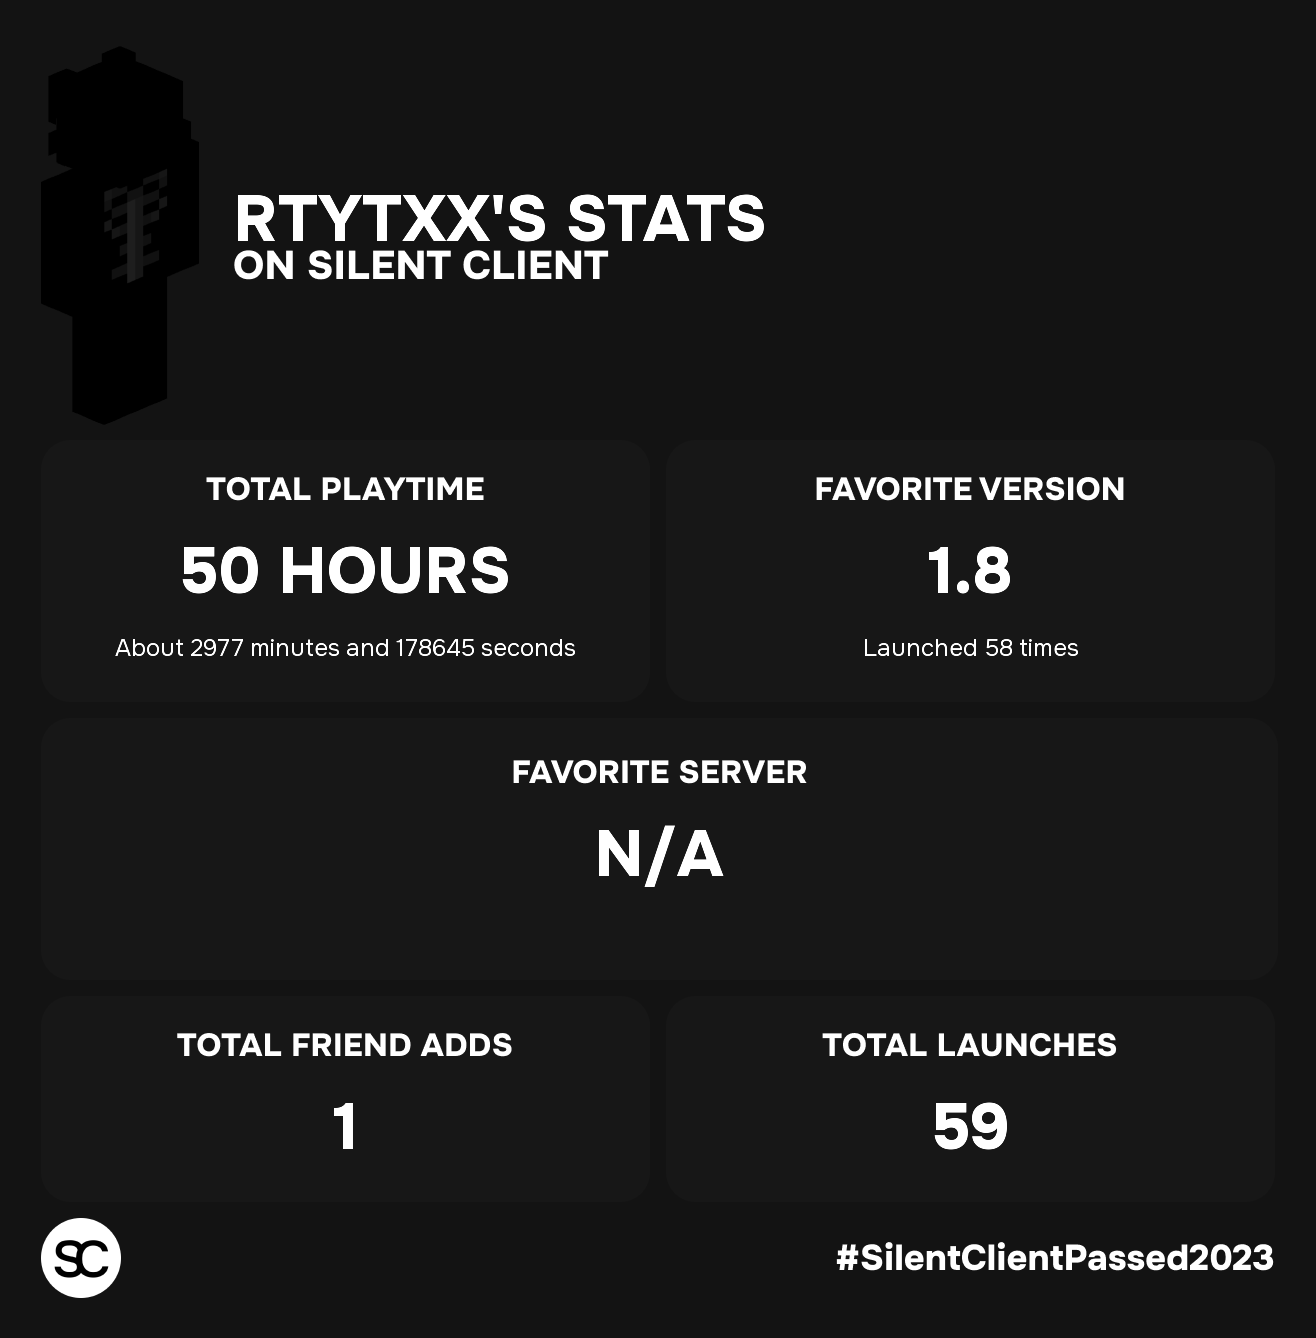 RTYTXX'S STATS
ON SILENT CLIENT
TOTAL PLAYTIME
50 HOURS
About 2977 minutes and 178645 seconds
FAVORITE VERSION
1.8
Launched 58 times
FAVORITE SERVER
N/A
TOTAL FRIEND ADDS
1
TOTAL LAUNCHES
59
SC
#SilentClientPassed2023